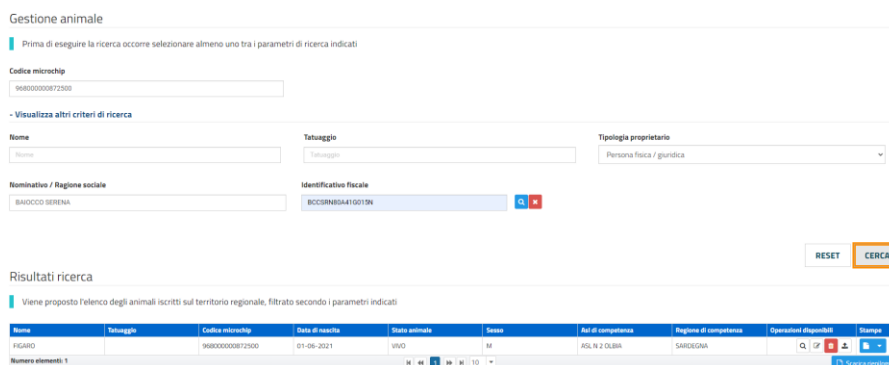 Gestione animale
Prima di eseguire la ricerca occorre selezionare almeno uno tra i parametri di ricerca indicati
Codice microchip
968000000872500
- Visualizza altri criteri di ricerca
Nome Tatuaggio Tipologia proprietario
Nome Tatuaggio Persona fisica / giuridica
Nominativo / Ragione sociale Identificativo fiscale
BAIOCCO SERENA BCCSRN80A41G015N
RESET CERCA
Risultati ricerca
Viene proposto l'elenco degli animali iscritti sul territorio regionale, filtrato secondo i parametri indicati
Nome Tatuaggio Codice microchip Data di nascita Stato animale Sesso Asl di competenza Regione di competenza Operazioni disponibili Stampe
FIGARO 968000000872500 01-06-2021 VIVO M ASL N 2 OLBIA SARDEGNA
Numero elementi: 1 1 10